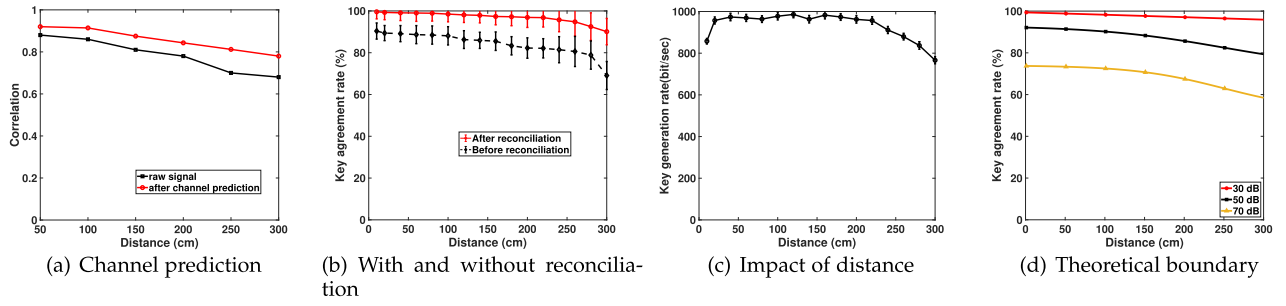 Correlation
1
0.8
0.6
0.4
0.2
0
50 100 150 200 250 300
Distance (cm)
raw signal
after channel prediction
(a) Channel prediction
Key agreement rate (%)
100
80
60
40
20
0
0 50 100 150 200 250 300
Distance (cm)
After reconciliation
Before reconciliation
(b) With and without reconcilia-
tion
Key generation rate(bit/sec)
1000
800
600
400
200
0
0 50 100 150 200 250 300
Distance (cm)
(c) Impact of distance
Key agreement rate (%)
100
80
60
40
20
0
0 50 100 150 200 250 300
Distance (cm)
30 dB
50 dB
70 dB
(d) Theoretical boundary